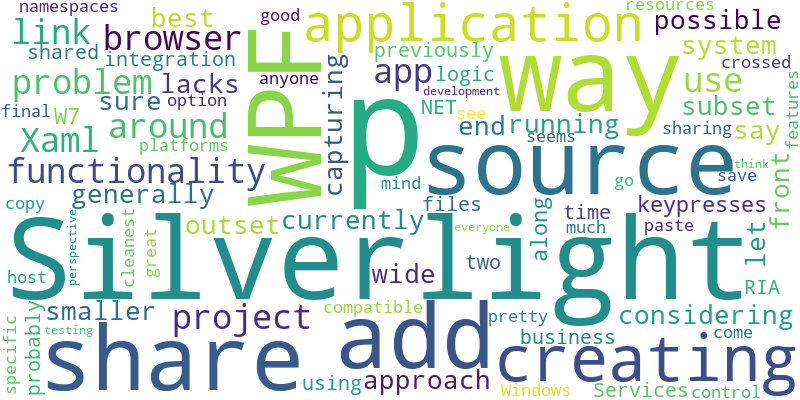 namespaces
good
resources
link
browser
best
application
possible
shared
integration
WPF
previously
system
problem
lacks
anyone
capturing
app
logic
way
use
crossed
final
W7
sure
option
development
NET
see
subset
features
Xaml
around
p
end
running
sharing
say
platforms
functionality
source
seems
think
generally
mind
go
save
copy
outset
currently
files
along
time
keypresses
front
perspective
cleanest
great
everyone
much
paste
let
Silverlight
host
wide
two
RIA
smaller
project
compatible
add
pretty
considering
specific
probably
share
business
come
testing
using
approach
creating
Windows
Services
control